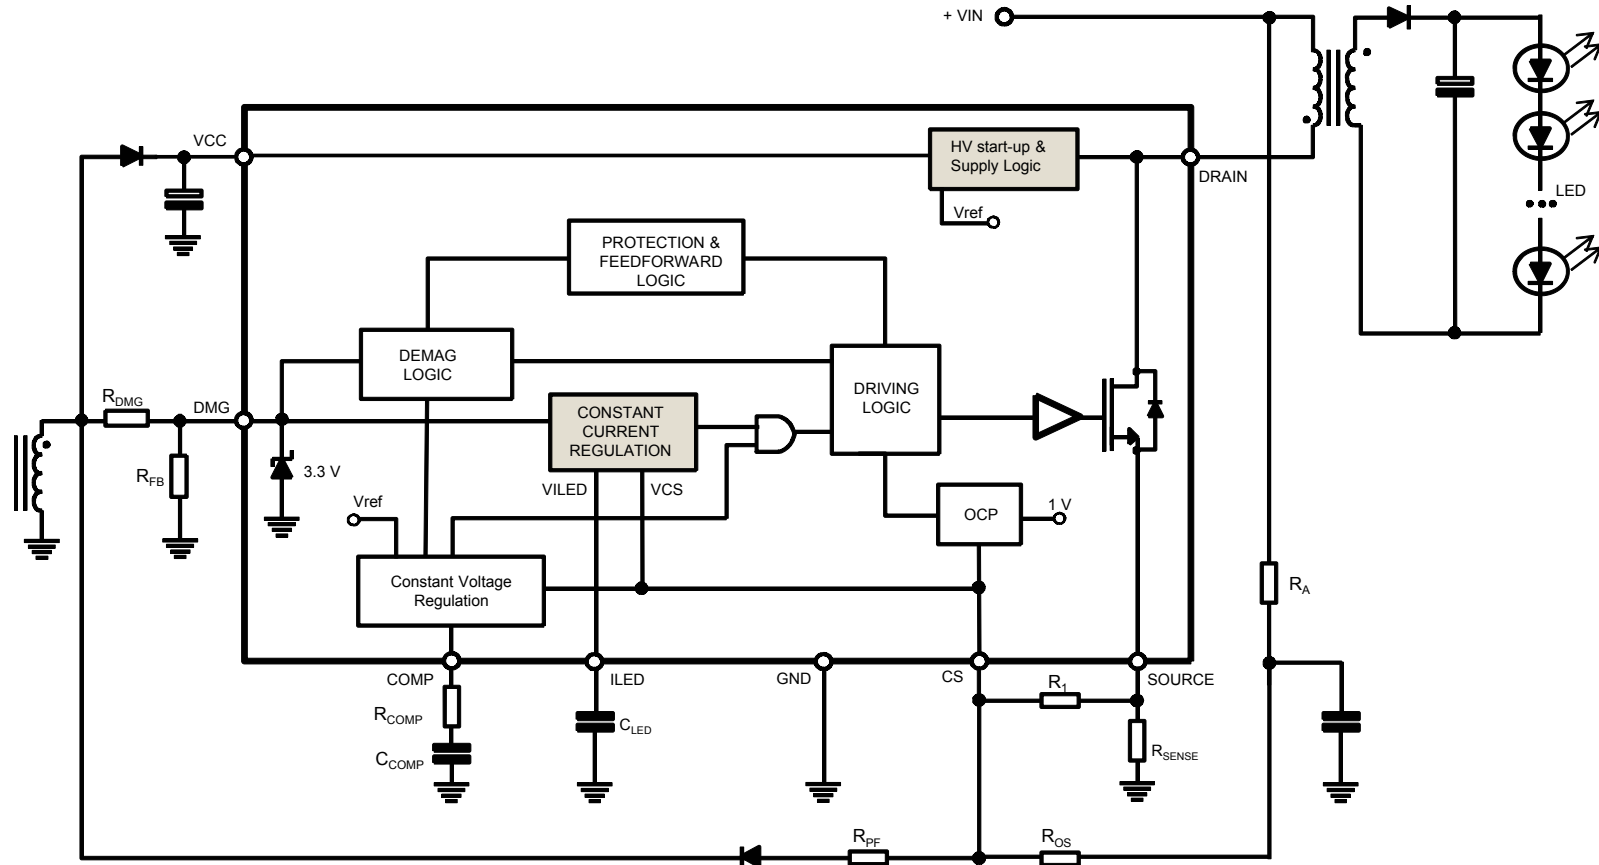 + VIN
VCC
HV start-up &
Supply Logic
DRAIN
Vref
LED
PROTECTION &
FEEDFORWARD
LOGIC
DEMAG
LOGIC
DRIVING
LOGIC
RDMG
DMG
CONSTANT
CURRENT
REGULATION
RFB
3.3 V
VILED
VCS
Vref
OCP
1 V
Constant Voltage
Regulation
RA
COMP
ILED
GND
CS
R1
SOURCE
RCOMP
CLED
RSENSE
CCOMP
RPF
ROS